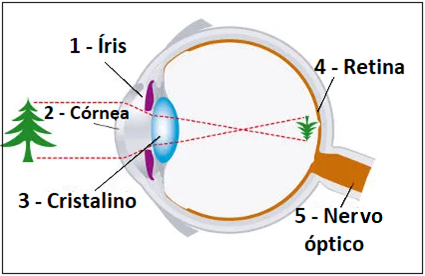 1 - Íris
2 - Córnea
3 - Cristalino
4 - Retina
5 - Nervo
óptico